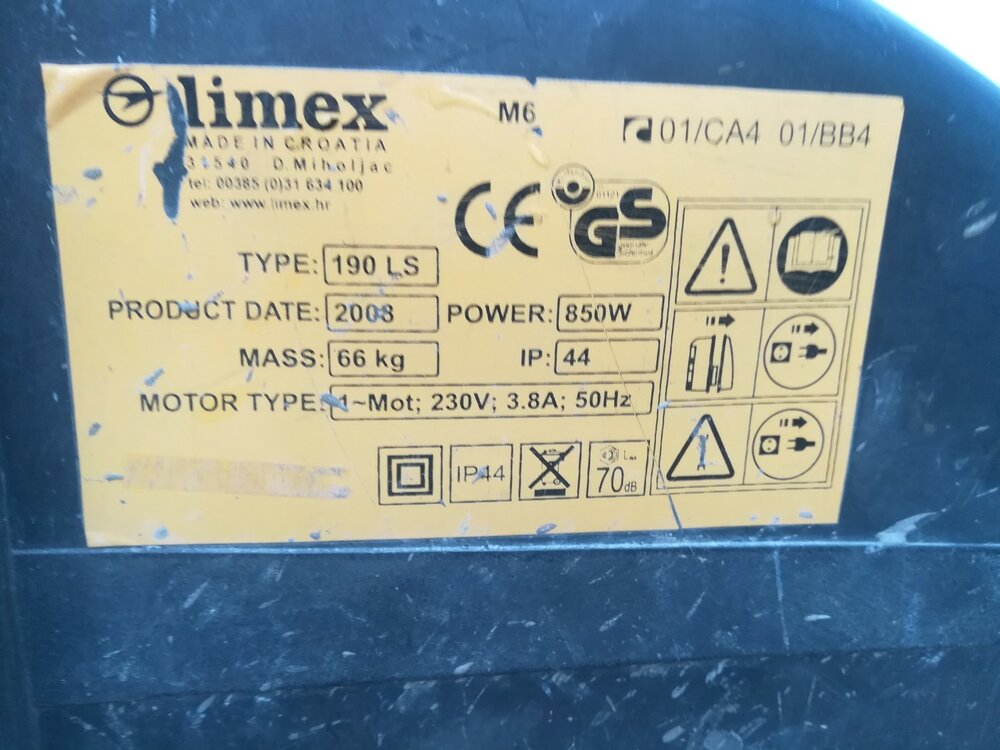 limex
MADE IN CROATIA
31540 D.Miholjac
tel: 00385 (0)31 634 100
web: www.limex.hr
M6
01/CA4 01/BB4
CE
GS
TYPE: 190 LS
PRODUCT DATE: 2008 POWER: 850W
MASS: 66 kg IP: 44
MOTOR TYPE: 1~Mot; 230V; 3.8A; 50Hz
IP44
70dB